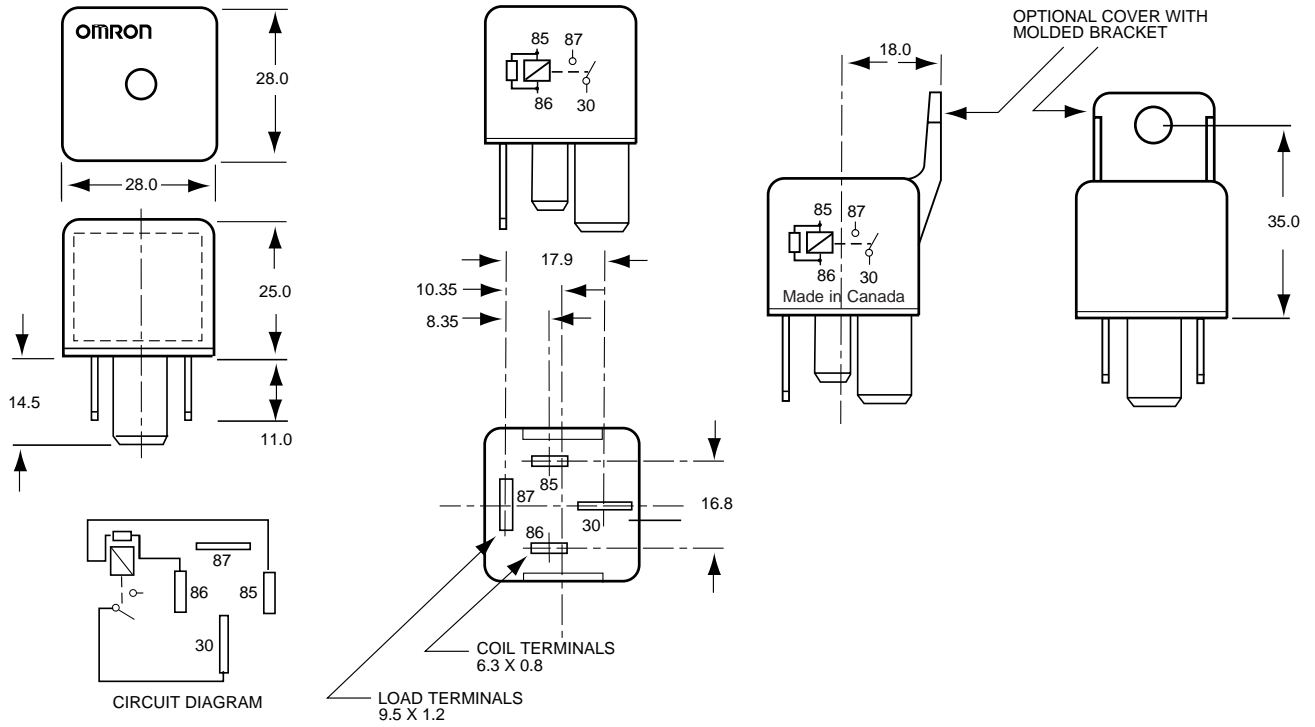 OMRON
28.0
28.0
25.0
14.5
11.0
85 87
86 30
17.9
10.35
8.35
85
87
86
30
16.8
COIL TERMINALS
6.3 X 0.8
LOAD TERMINALS
9.5 X 1.2
87
86
85
30
CIRCUIT DIAGRAM
OPTIONAL COVER WITH
MOLDED BRACKET
18.0
85 87
86 30
Made in Canada
35.0